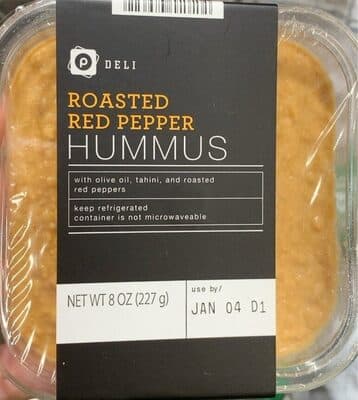 P DELI
ROASTED
RED PEPPER
HUMMUS
with olive oil, tahini, and roasted
red peppers
keep refrigerated
container is not microwaveable
NET WT 8 OZ (227 g)
use by/
JAN 04 D1